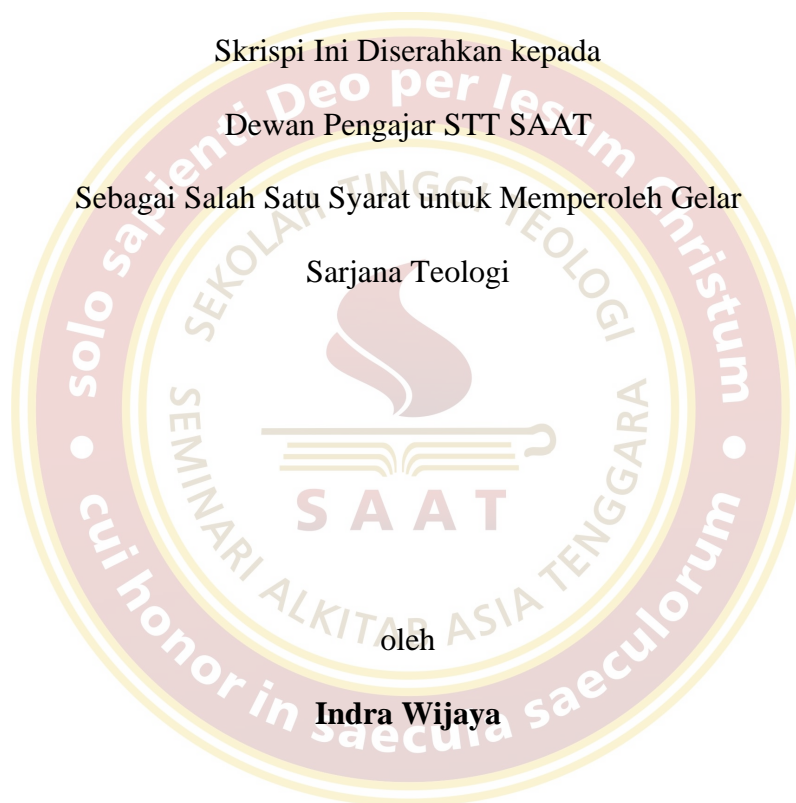 Skripsi Ini Diserahkan kepada
Dewan Pengajar STT SAAT
Sebagai Salah Satu Syarat untuk Memperoleh Gelar
Sarjana Teologi
oleh
Indra Wijaya
solo sapienti Deo per Iesum Christum
cui honor in saecula saeculorum
SEKOLAH TINGGI TEOLOGI
SEMINARI ALKITAB ASIA TENGGARA
SAAT